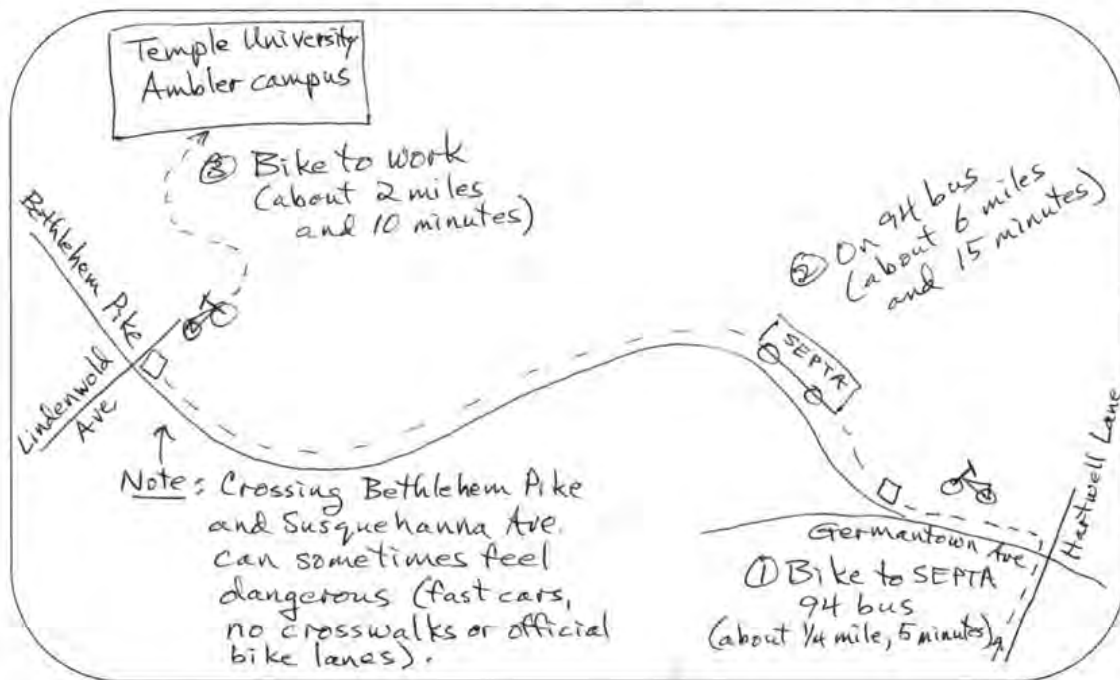 Temple University
Ambler campus
③ Bike to work
(about 2 miles
and 10 minutes)
② On 94 bus
(about 6 miles
and 15 minutes)
Bethlehem Pike
Lindenwold
Ave
SEPTA
Hartwell Lane
Germantown Ave,
① Bike to SEPTA
94 bus
(about 1/4 mile, 5 minutes)
Note: Crossing Bethlehem Pike
and Susquehanna Ave.
can sometimes feel
dangerous (fast cars,
no crosswalks or official
bike lanes).